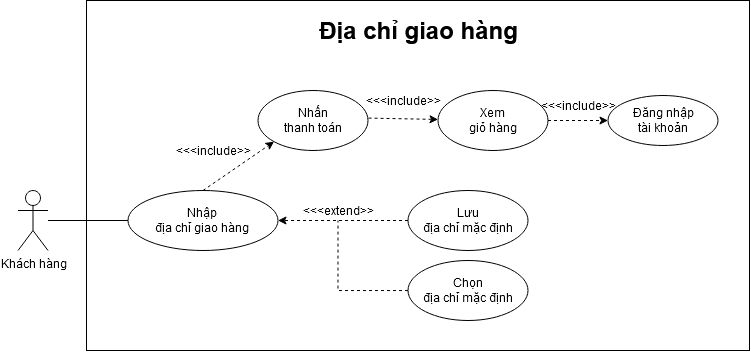 Địa chỉ giao hàng
<<<include>>
<<<include>>
Nhấn
thanh toán
Xem
giỏ hàng
Đăng nhập
tài khoản
<<<include>>
Nhập
địa chỉ giao hàng
<<<extend>>
Lưu
địa chỉ mặc định
Khách hàng
Chọn
địa chỉ mặc định